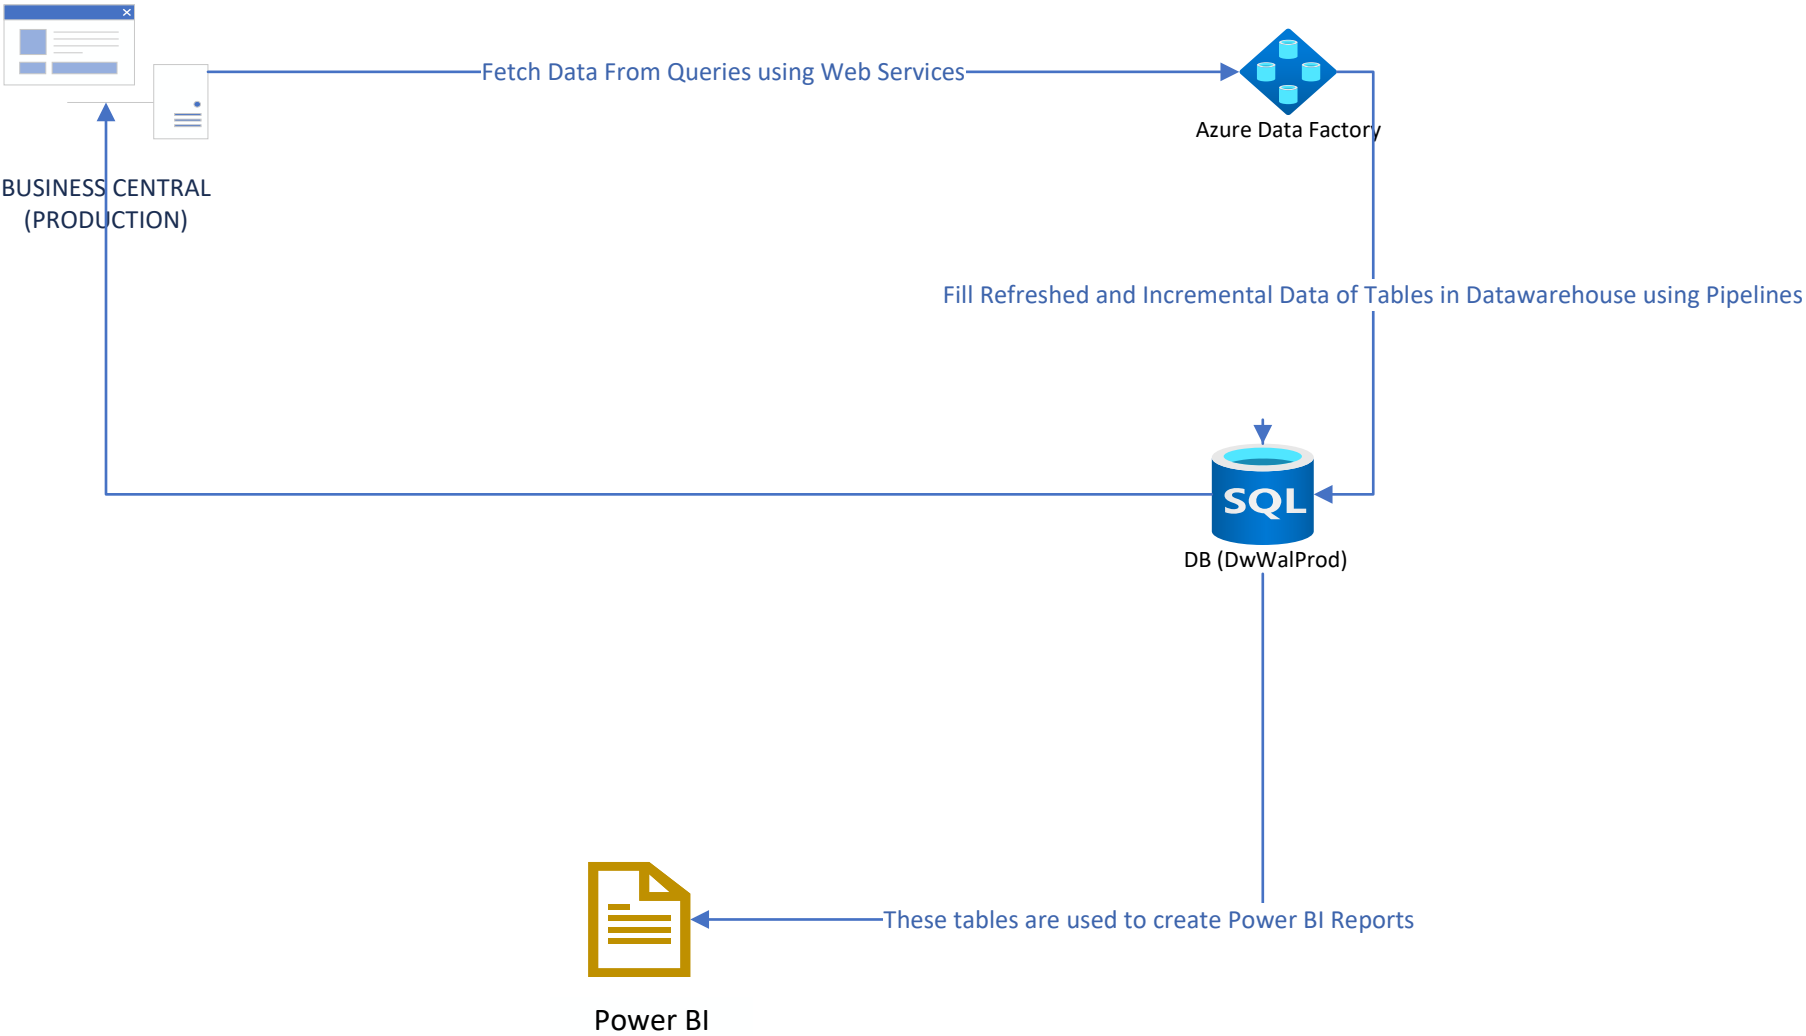 Fetch Data From Queries using Web Services
Azure Data Factory
BUSINESS CENTRAL
(PRODUCTION)
Fill Refreshed and Incremental Data of Tables in Datawarehouse using Pipelines
SQL
DB (DwWalProd)
These tables are used to create Power BI Reports
Power BI